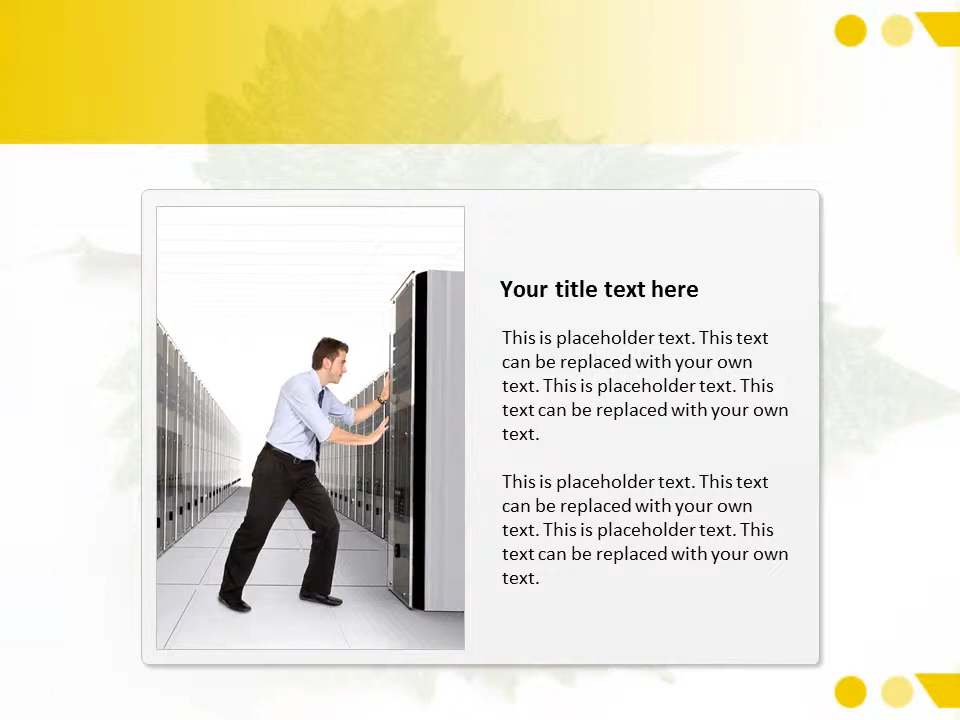 Your title text here
This is placeholder text. This text
can be replaced with your own
text. This is placeholder text. This
text can be replaced with your own
text.
This is placeholder text. This text
can be replaced with your own
text. This is placeholder text. This
text can be replaced with your own
text.